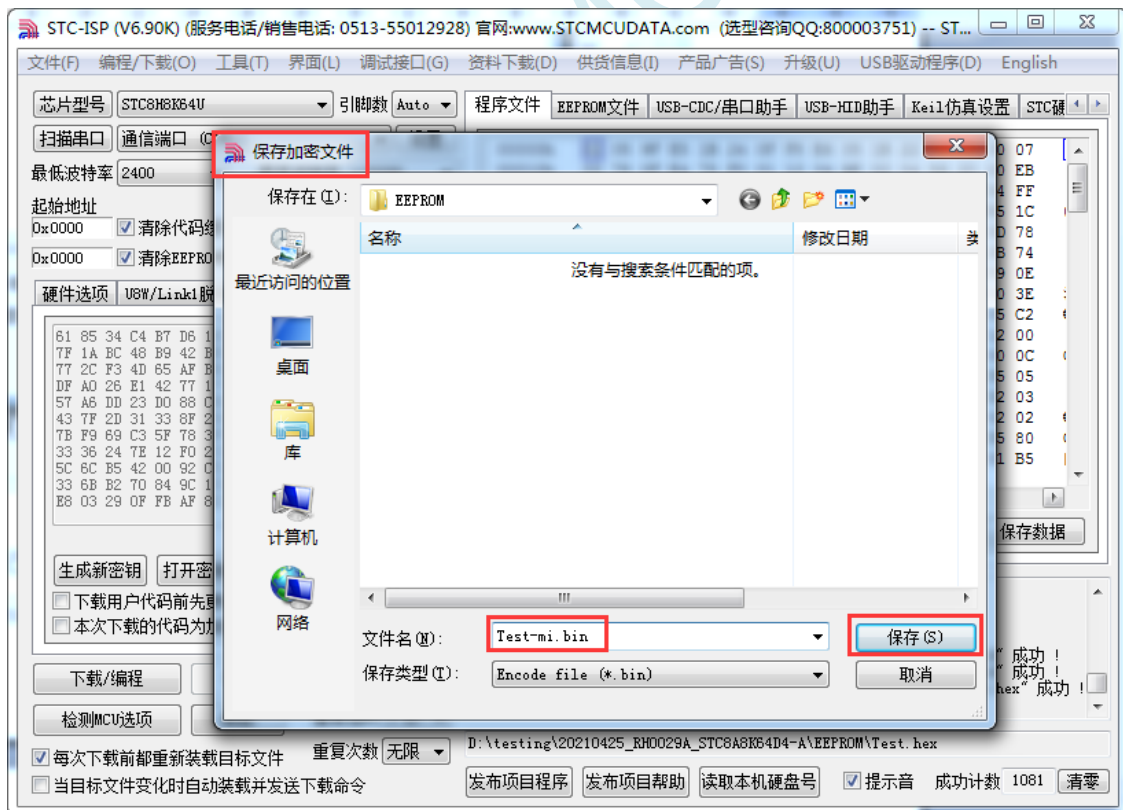 STC-ISP (V6.90K) (服务电话/销售电话: 0513-55012928) 官网:www.STCMCUDATA.com (选型咨询QQ:800003751) -- ST...
文件(F) 编程/下载(O) 工具(T) 界面(L) 调试接口(G) 资料下载(D) 供货信息(I) 产品广告(S) 升级(U) USB驱动程序(D) English
芯片型号 STC8H8K64U 引脚数 Auto 程序文件 EEPROM文件 USB-CDC/串口助手 USB-HID助手 Keil仿真设置 STC硬
扫描串口 通信端口
保存加密文件
最低波特率 2400
保存在(I): EEPROM
起始地址
0x0000 清除代码缓
0x0000 清除EEPRO
名称 修改日期 类
没有与搜索条件匹配的项。
硬件选项 U8W/Link1脱
最近访问的位置
桌面
库
计算机
网络
0 07
EB
FF
1C
78
74
0E
3E
C2
00
0C
05
03
02
80
B5
61 85 34 C4 B7 D6 1
7F 1A BC 48 B9 42 B
77 2C F3 4D 65 AF B
DF A0 26 E1 42 77 1
57 A6 DD 23 D0 88 C
43 7F 2D 31 33 8F 2
7B F9 69 C3 5F 78 3
33 36 24 7E 12 F0 2
5C 6C B5 42 00 92 C
33 6B B2 70 84 9C 1
E8 03 29 0F FB AF 8
保存数据
生成新密钥 打开密
下载用户代码前先更
本次下载的代码为加
文件名(N): Test-mi.bin 保存(S)
保存类型(T): Encode file (*.bin) 取消
" 成功 !
" 成功 !
hex" 成功 !
下载/编程
检测MCU选项
每次下载前都重新装载目标文件 重复次数 无限 D:\testing\20210425_RH0029A_STC8A8K64D4-A\EEPROM\Test.hex
当目标文件变化时自动装载并发送下载命令 发布项目程序 发布项目帮助 读取本机硬盘号 提示音 成功计数 1081 清零